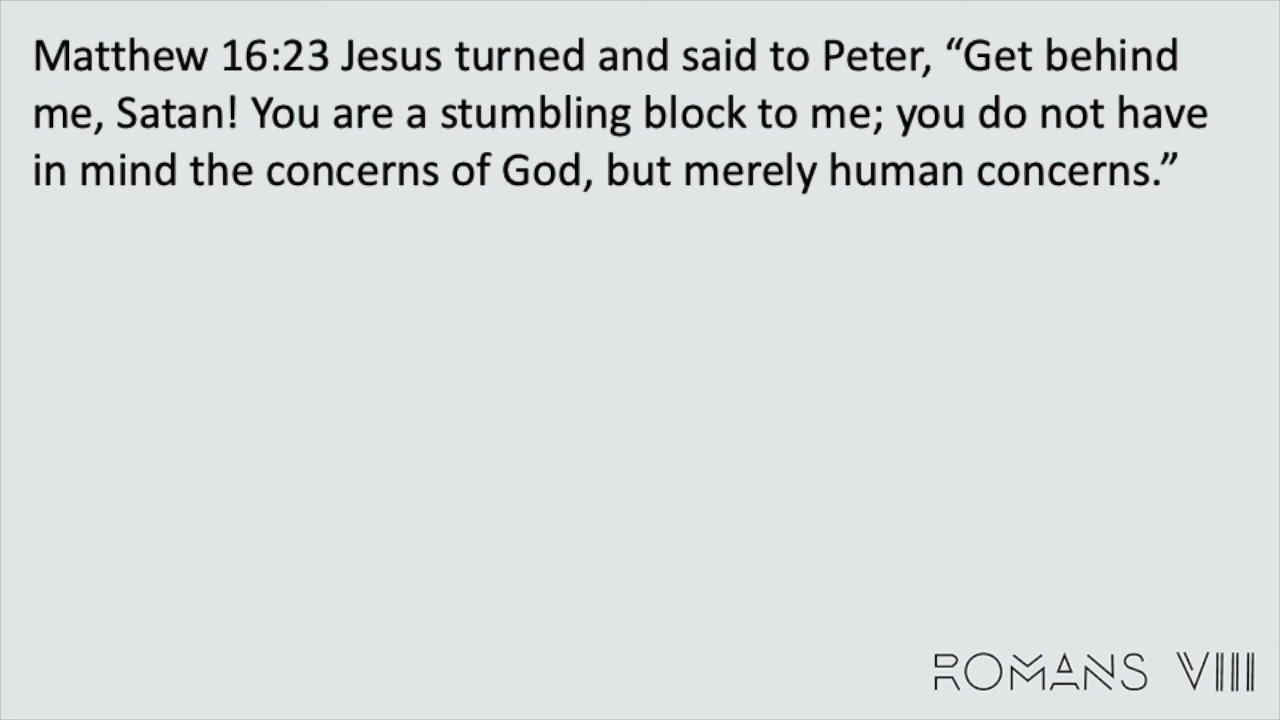 Matthew 16:23 Jesus turned and said to Peter, “Get behind
me, Satan! You are a stumbling block to me; you do not have
in mind the concerns of God, but merely human concerns.”
ROMANS VIII